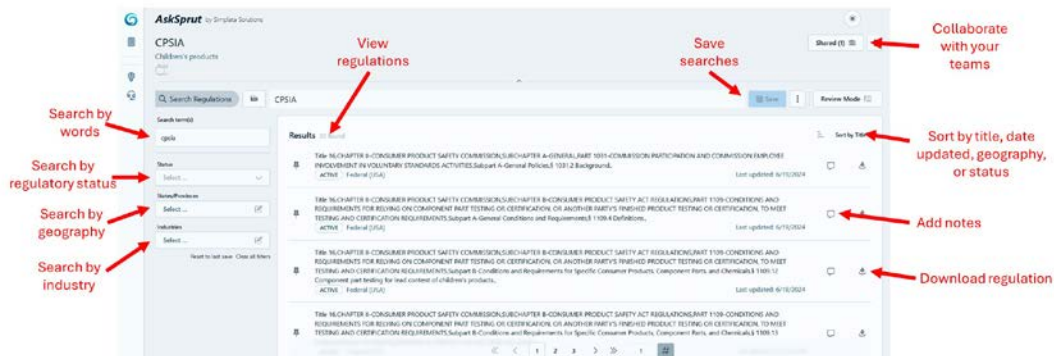 AskSprut by Simpleta Solutions
CPSIA
Children's products
Shared (1)
View
regulations
Save
searches
Collaborate
with your
teams
Search Regulations
CPSIA
Save
Review Mode
Search by
words
Search term(s)
cpsia
Results
Sort by Title
Sort by title, date
updated, geography,
or status
Search by
regulatory status
Status
Select ...
Search by
geography
States/Provinces
Select ...
Search by
industry
Industries
Select ...
Reset to last save Clear all filters
Title 16,CHAPTER II-CONSUMER PRODUCT SAFETY COMMISSION,SUBCHAPTER A-GENERAL,PART 1031-COMMISSION PARTICIPATION AND COMMISSION EMPLOYEE
INVOLVEMENT IN VOLUNTARY STANDARDS ACTIVITIES,Subpart A-General Policies,§ 1031.2 Background.
ACTIVE Federal (USA)
Last updated: 6/18/2024
Title 16,CHAPTER II-CONSUMER PRODUCT SAFETY COMMISSION,SUBCHAPTER B-CONSUMER PRODUCT SAFETY ACT REGULATIONS,PART 1109-CONDITIONS AND
REQUIREMENTS FOR RELYING ON COMPONENT PART TESTING OR CERTIFICATION, OR ANOTHER PARTY'S FINISHED PRODUCT TESTING OR CERTIFICATION, TO MEET
TESTING AND CERTIFICATION REQUIREMENTS,Subpart A-General Conditions and Requirements,§ 1109.4 Definitions.,
ACTIVE Federal (USA)
Last updated: 6/18/2024
Add notes
Title 16,CHAPTER II-CONSUMER PRODUCT SAFETY COMMISSION,SUBCHAPTER B-CONSUMER PRODUCT SAFETY ACT REGULATIONS,PART 1109-CONDITIONS AND
REQUIREMENTS FOR RELYING ON COMPONENT PART TESTING OR CERTIFICATION, OR ANOTHER PARTY'S FINISHED PRODUCT TESTING OR CERTIFICATION, TO MEET
TESTING AND CERTIFICATION REQUIREMENTS,Subpart B-Conditions and Requirements for Specific Consumer Products, Component Parts, and Chemicals,§ 1109.12
Component part testing for lead content of children's products.,
ACTIVE Federal (USA)
Last updated: 6/18/2024
Download regulation
Title 16,CHAPTER II-CONSUMER PRODUCT SAFETY COMMISSION,SUBCHAPTER B-CONSUMER PRODUCT SAFETY ACT REGULATIONS,PART 1109-CONDITIONS AND
REQUIREMENTS FOR RELYING ON COMPONENT PART TESTING OR CERTIFICATION, OR ANOTHER PARTY'S FINISHED PRODUCT TESTING OR CERTIFICATION, TO MEET
TESTING AND CERTIFICATION REQUIREMENTS,Subpart B-Conditions and Requirements for Specific Consumer Products, Component Parts, and Chemicals,§ 1109.13
1 2 3 1 #